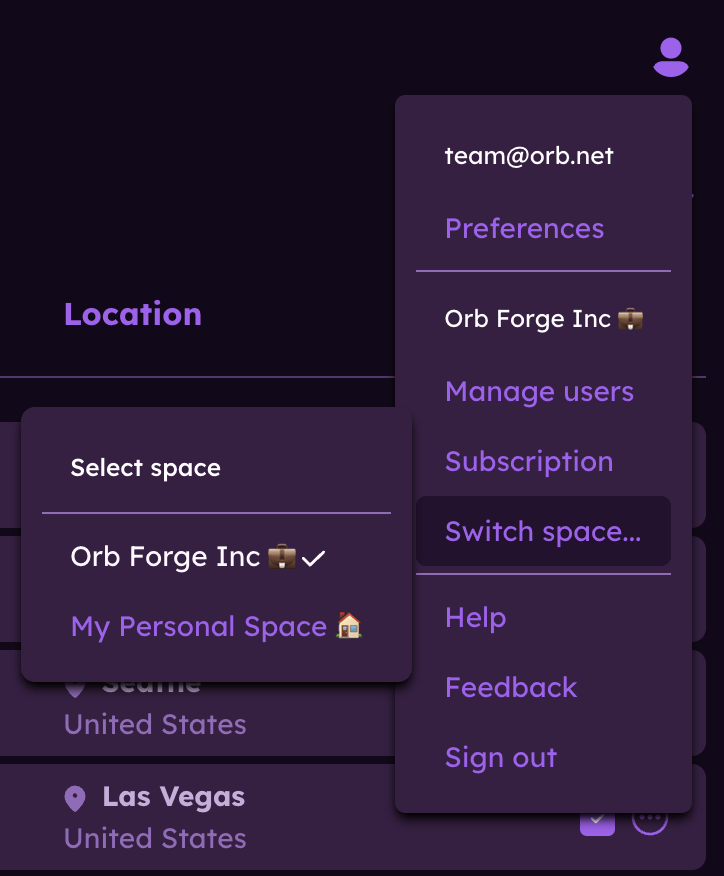 team@orb.net
Preferences
Orb Forge Inc 💼
Manage users
Subscription
Switch space...
Help
Feedback
Sign out
Location
Select space
Orb Forge Inc 💼✓
My Personal Space 🏠
Seattle
United States
Las Vegas
United States